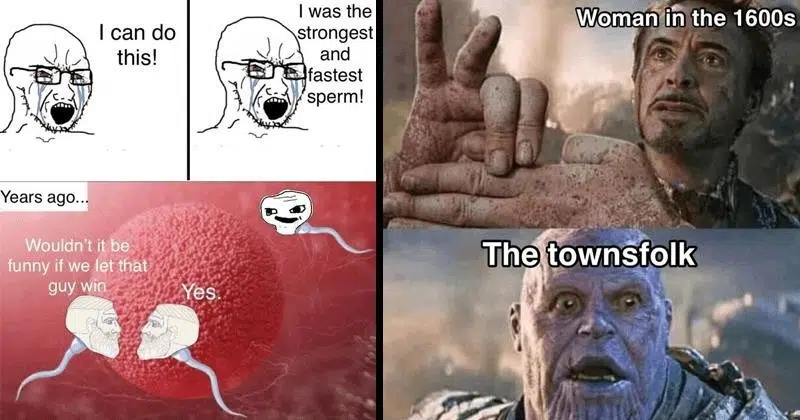 I can do
this!
I was the
strongest
and
fastest
sperm!
Years ago...
Wouldn't it be
funny if we let that
guy win
Yes.
Woman in the 1600s
The townsfolk